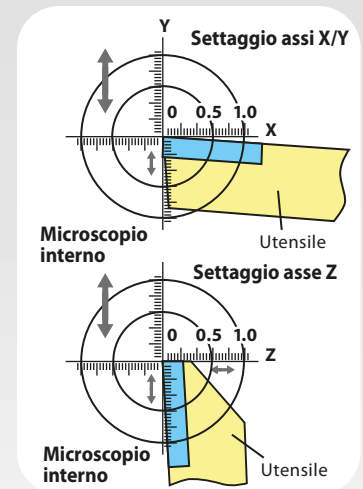 Y
Settaggio assi X/Y
0 0.5 1.0
X
Microscopio
interno
Utensile
Settaggio asse Z
0 0.5 1.0
Z
Microscopio
interno
Utensile